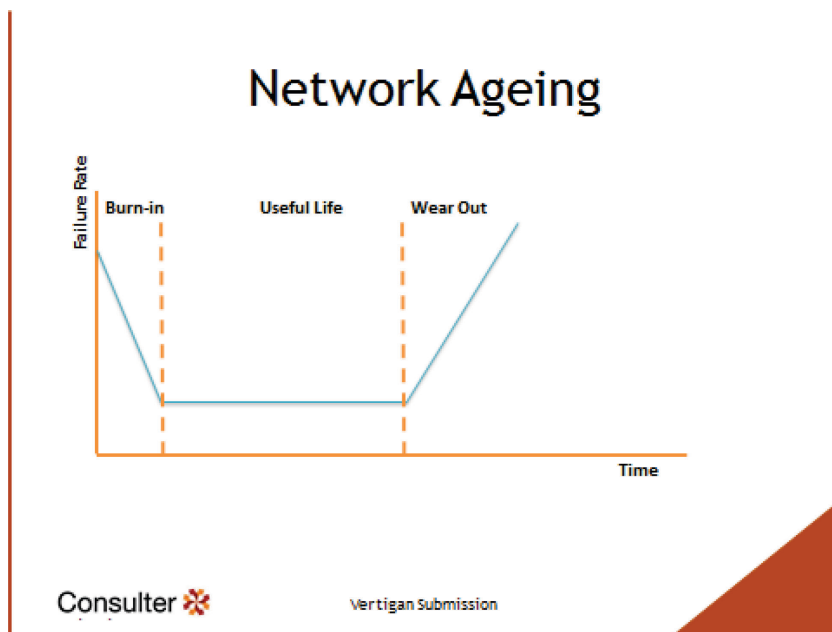 Network Ageing
Failure Rate
Burn-in
Useful Life
Wear Out
Time
Consulter
Vertigan Submission